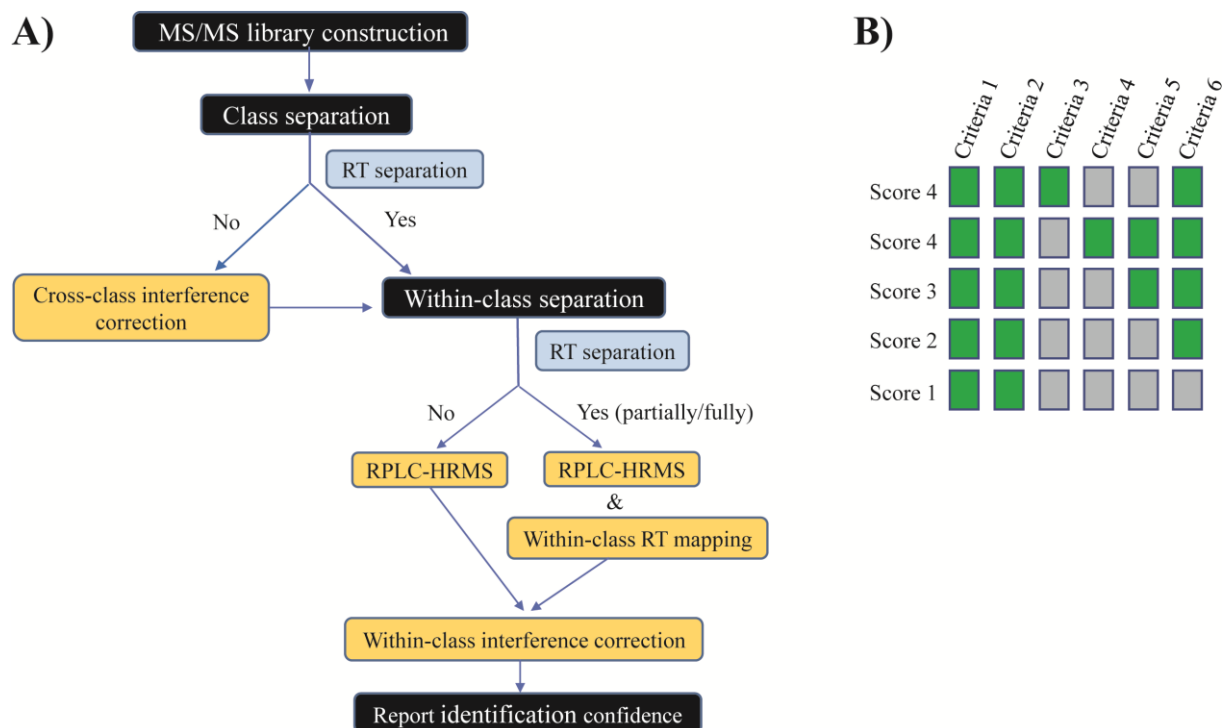 A)
MS/MS library construction
Class separation
RT separation
No
Yes
Cross-class interference
correction
Within-class separation
RT separation
No
Yes (partially/fully)
RPLC-HRMS
RPLC-HRMS
&
Within-class RT mapping
Within-class interference correction
Report identification confidence
B)
Criteria 1
Criteria 2
Criteria 3
Criteria 4
Criteria 5
Criteria 6
Score 4
Score 4
Score 3
Score 2
Score 1